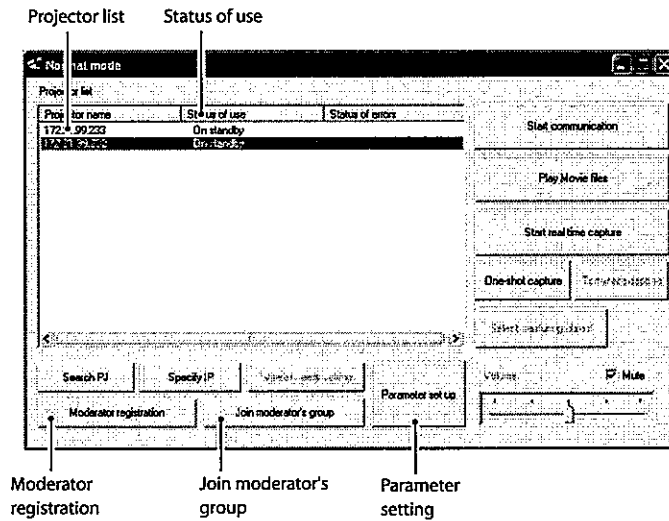 Projector list Status of use
Normal mode
Projector list
Projector name Status of use Status of errors
On standby
On standby
Start communication
Play Movie files
Start real time capture
One-shot capture
Search PJ Specify IP
Parameter set up
Volume Mute
Moderator registration Join moderator's group
Moderator
registration
Join moderator's
group
Parameter
setting